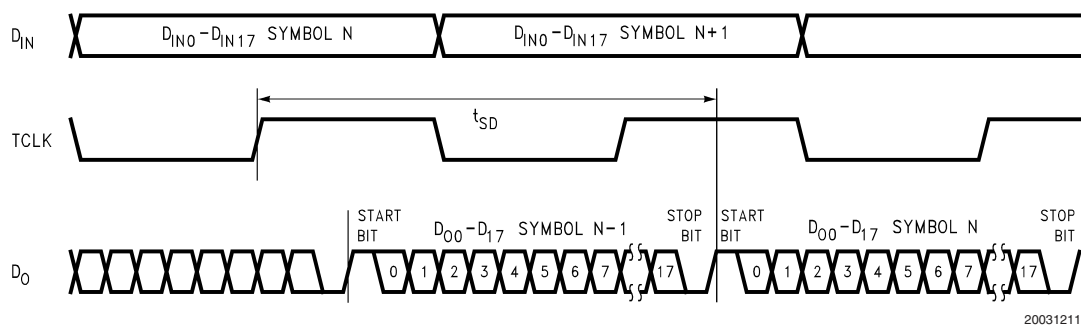 D_IN D_IN0-D_IN17 SYMBOL N D_IN0-D_IN17 SYMBOL N+1
t_SD
TCLK
START BIT D_O0-D_17 SYMBOL N-1 STOP BIT START BIT D_O0-D_17 SYMBOL N STOP BIT
D_O 0 1 2 3 4 5 6 7 17 0 1 2 3 4 5 6 7 17
20031211